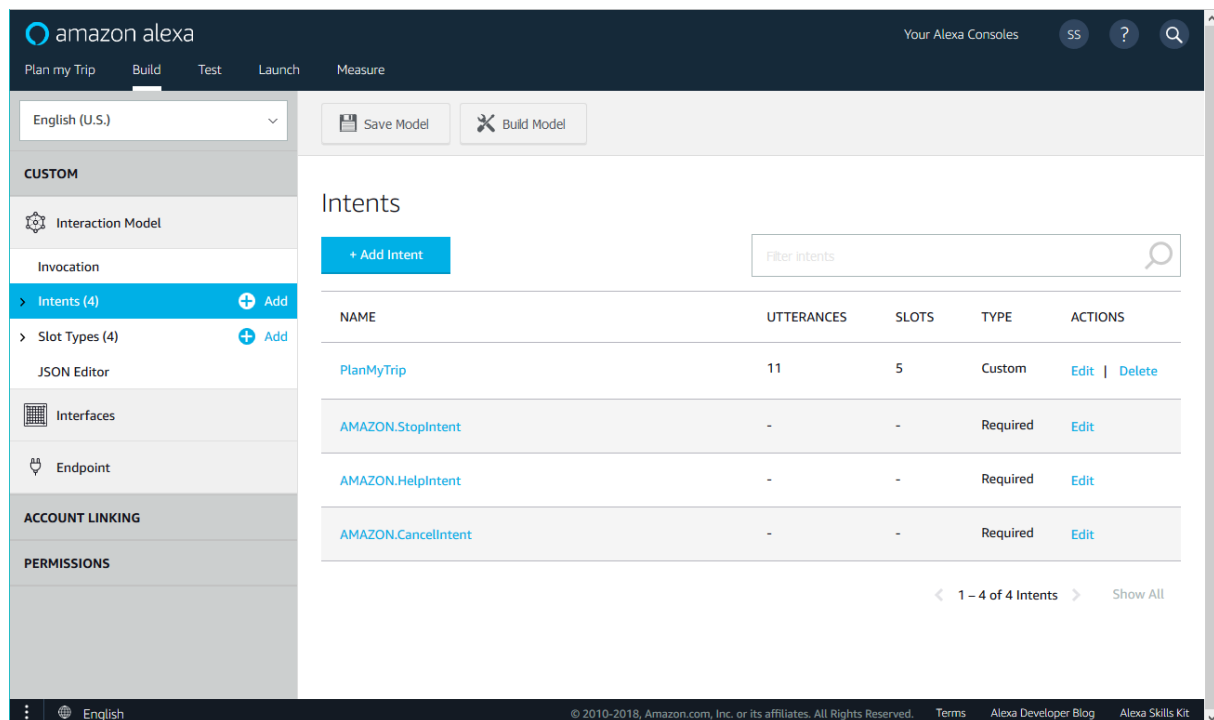 amazon alexa
Your Alexa Consoles SS ?
Plan my Trip Build Test Launch Measure
English (U.S.)
Save Model Build Model
CUSTOM
Interaction Model
Invocation
Intents (4) Add
Slot Types (4) Add
JSON Editor
Interfaces
Endpoint
ACCOUNT LINKING
PERMISSIONS
Intents
+ Add Intent Filter intents
NAME UTTERANCES SLOTS TYPE ACTIONS
PlanMyTrip 11 5 Custom Edit | Delete
AMAZON.StopIntent - - Required Edit
AMAZON.HelpIntent - - Required Edit
AMAZON.CancelIntent - - Required Edit
1 – 4 of 4 Intents Show All
English © 2010-2018, Amazon.com, Inc. or its affiliates. All Rights Reserved. Terms Alexa Developer Blog Alexa Skills Kit